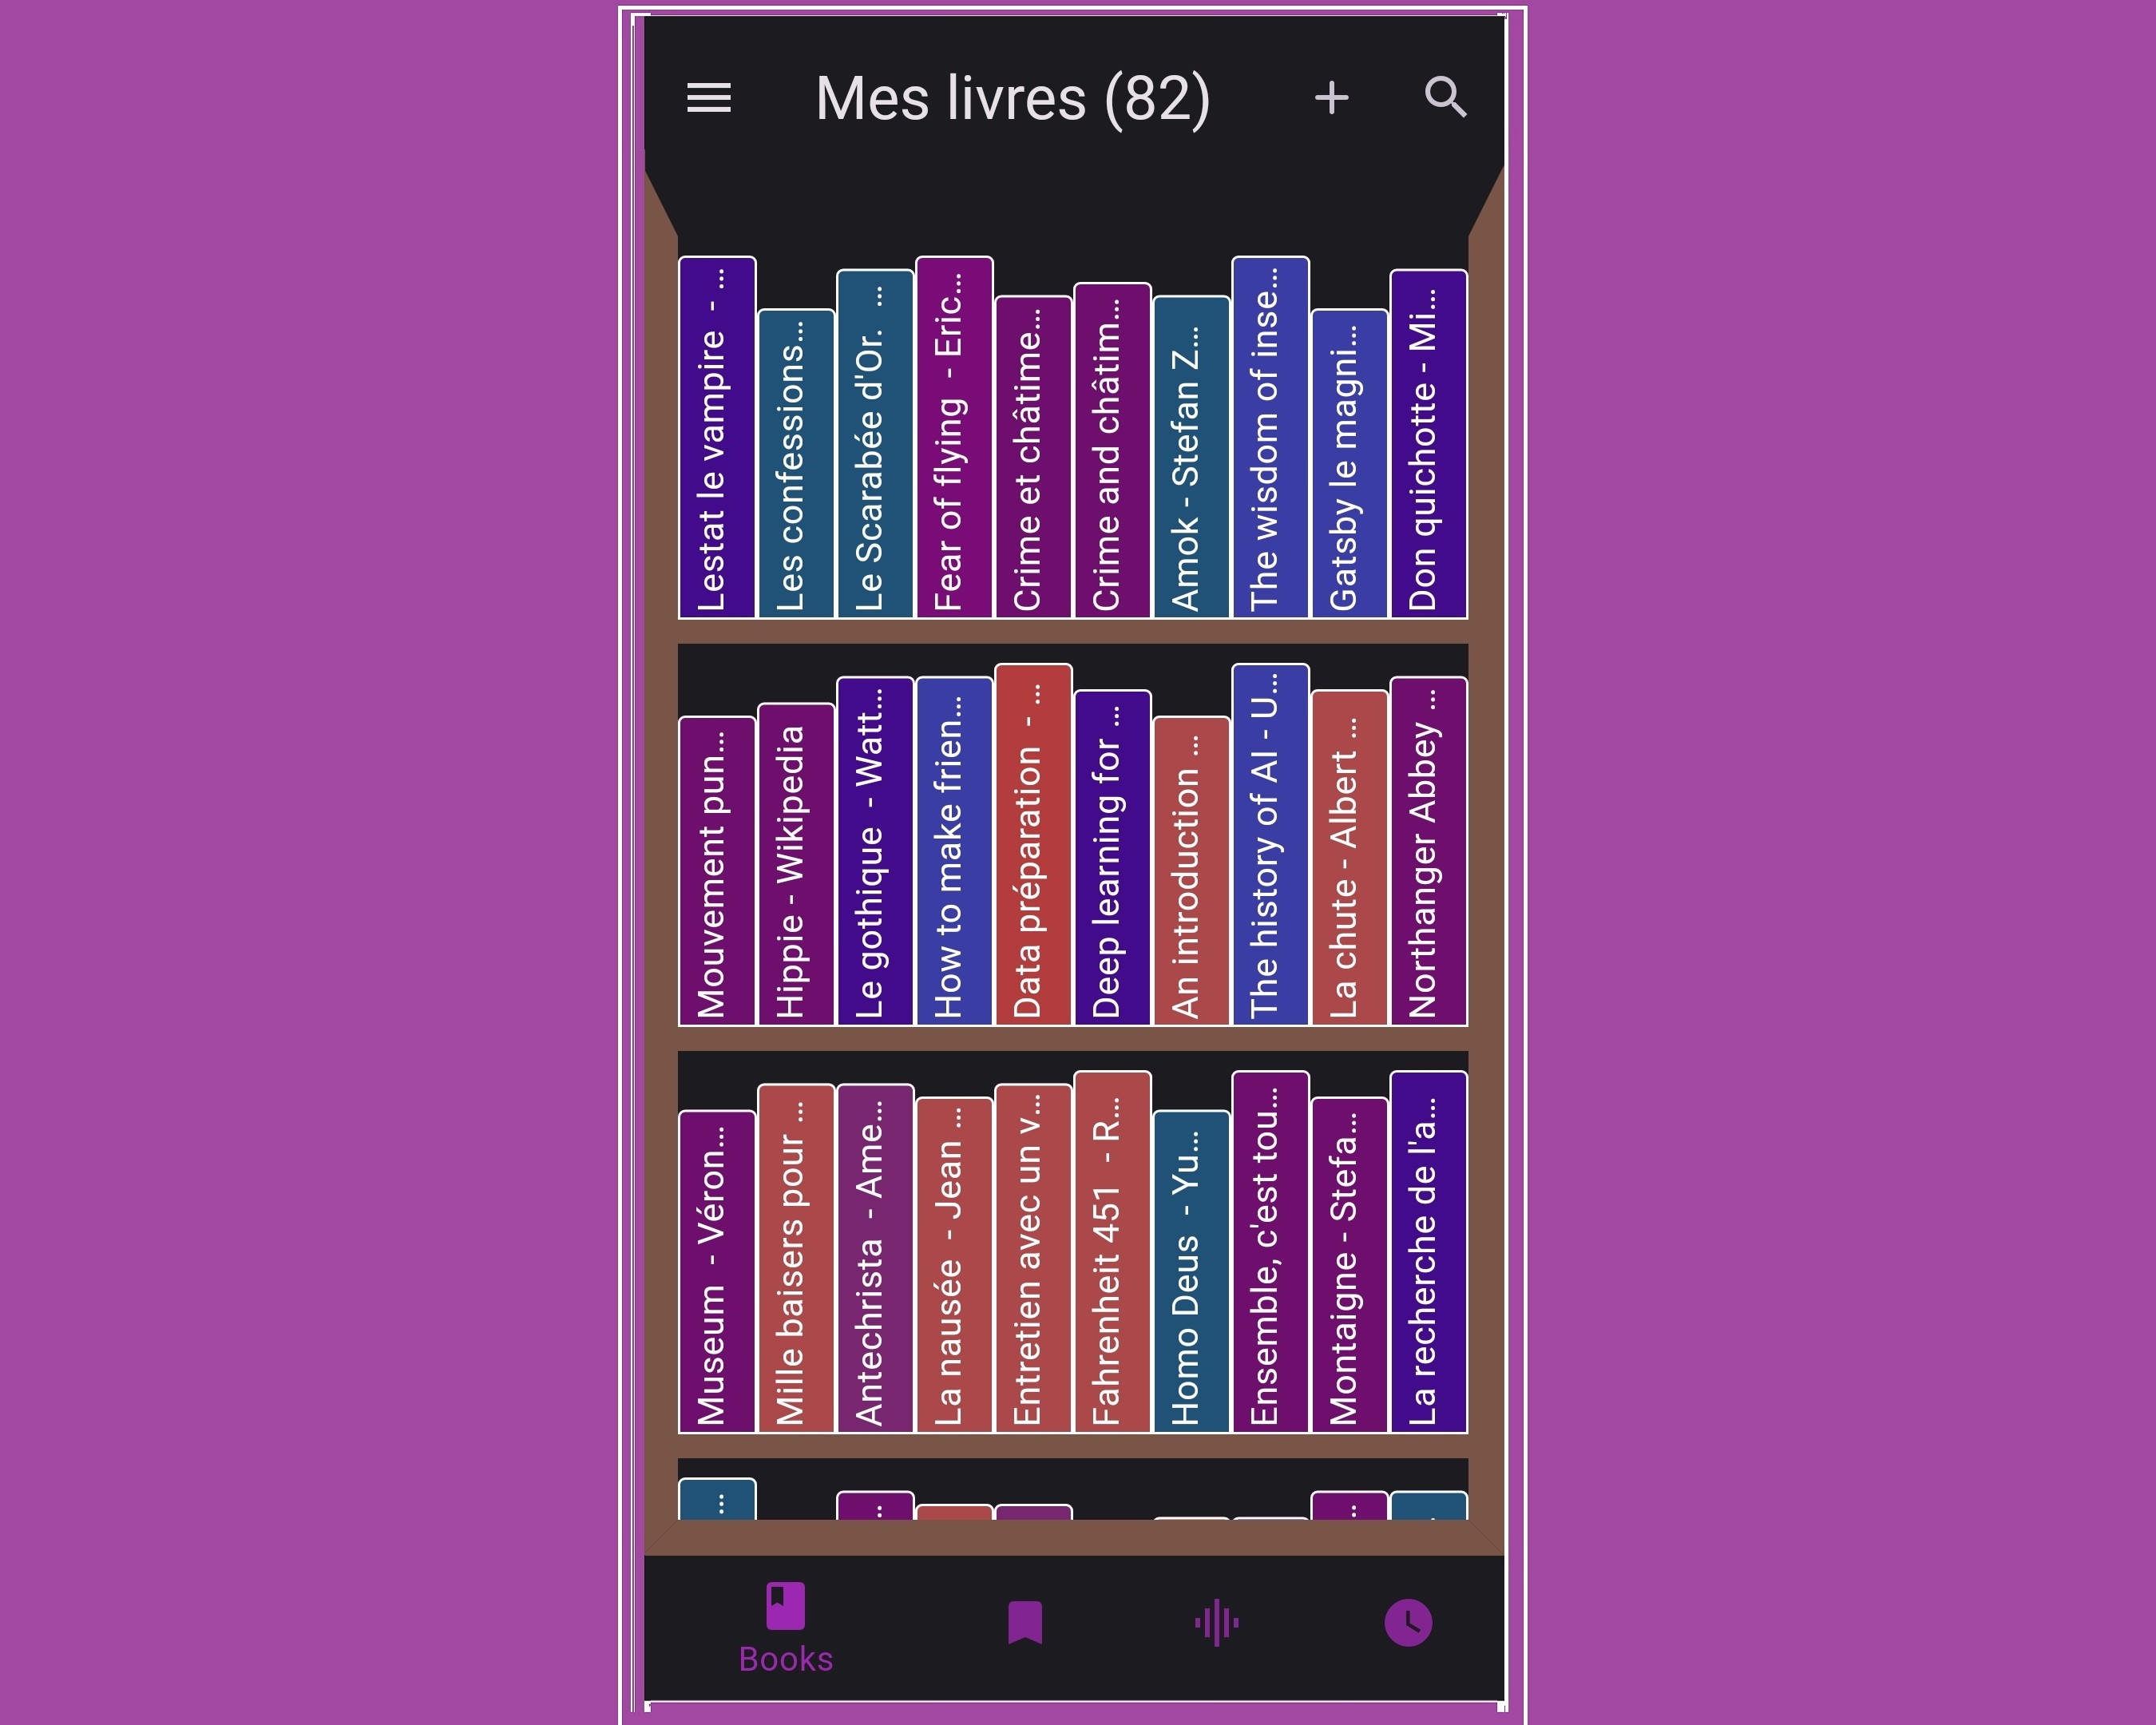 Mes livres (82)
Lestat le vampire - ...
Les confessions...
Le Scarabée d'Or. ...
Fear of flying - Eric...
Crime et châtime...
Crime and châtim...
Amok - Stefan Z...
The wisdom of inse...
Gatsby le magni...
Don quichotte - Mi...
Mouvement pun...
Hippie - Wikipedia
Le gothique - Watt...
How to make frien...
Data préparation - ...
Deep learning for ...
An introduction ...
The history of AI - U...
La chute - Albert ...
Northanger Abbey ...
Museum - Véron...
Mille baisers pour ...
Antechrista - Ame...
La nausée - Jean ...
Entretien avec un v...
Fahrenheit 451 - R...
Homo Deus - Yu...
Ensemble, c'est tou...
Montaigne - Stefa...
La recherche de l'a...
Books